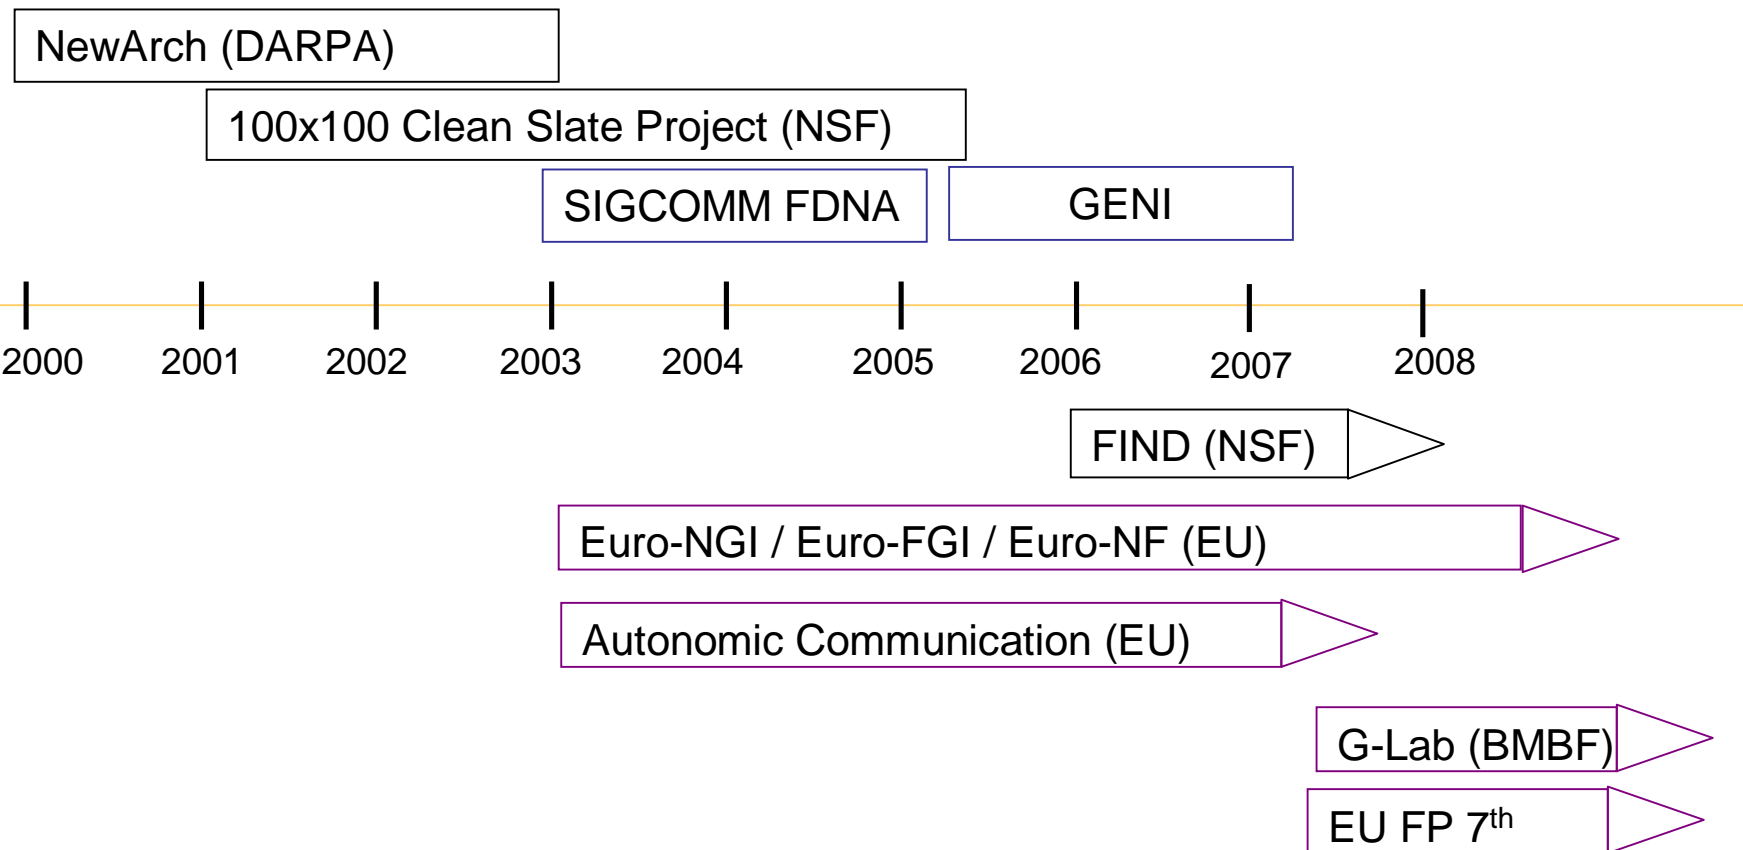 NewArch (DARPA)
100x100 Clean Slate Project (NSF)
SIGCOMM FDNA
GENI
2000 2001 2002 2003 2004 2005 2006 2007 2008
FIND (NSF)
Euro-NGI / Euro-FGI / Euro-NF (EU)
Autonomic Communication (EU)
G-Lab (BMBF)
EU FP 7th